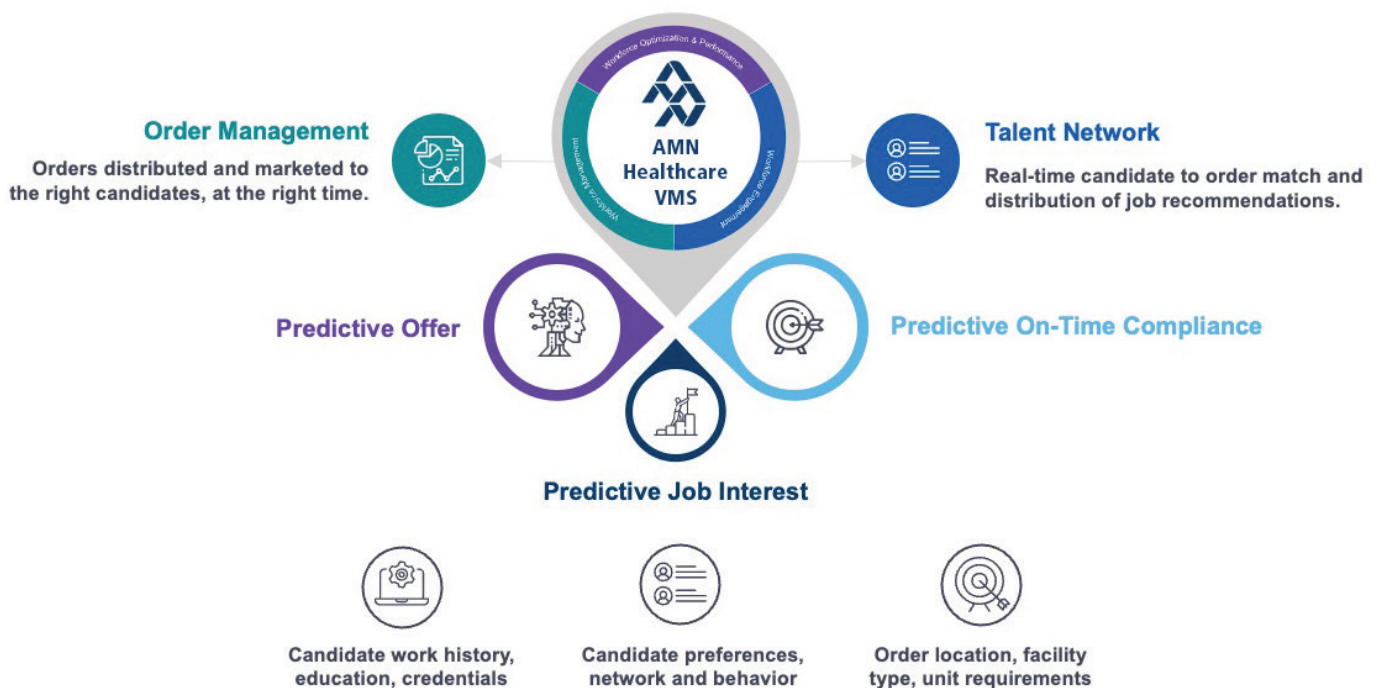 Workforce Optimization & Performance
Workforce Management
Workforce Engagement
AMN
Healthcare
VMS
Order Management
Orders distributed and marketed to
the right candidates, at the right time.
Talent Network
Real-time candidate to order match and
distribution of job recommendations.
Predictive Offer
Predictive On-Time Compliance
Predictive Job Interest
Candidate work history,
education, credentials
Candidate preferences,
network and behavior
Order location, facility
type, unit requirements